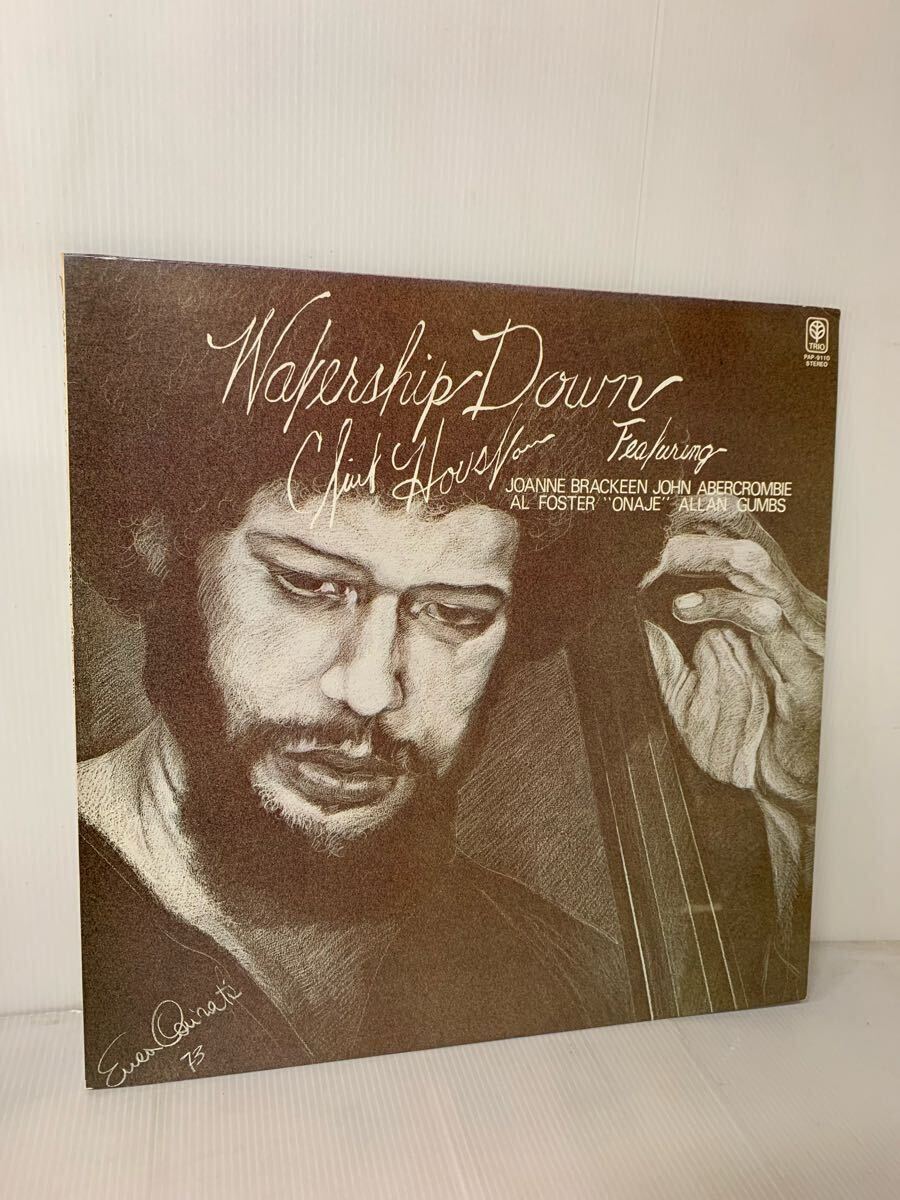 Watership Down
Clint Houston Featuring
JOANNE BRACKEEN JOHN ABERCROMBIE
AL FOSTER "ONAJE" ALLAN GUMBS
TRIO
PAP-9110
STEREO
73